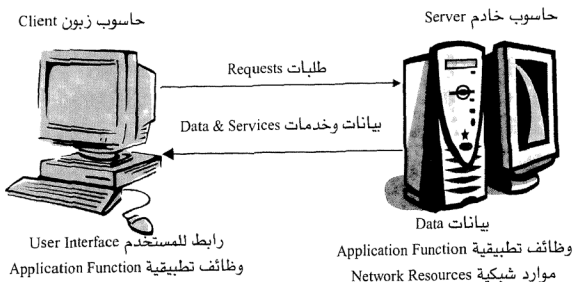 حاسوب خادم Server
حاسوب زبون Client
طلبات Requests
بيانات وخدمات Data & Services
بيانات Data
وظائف تطبيقية Application Function
موارد شبكية Network Resources
رابط للمستخدم User Interface
وظائف تطبيقية Application Function